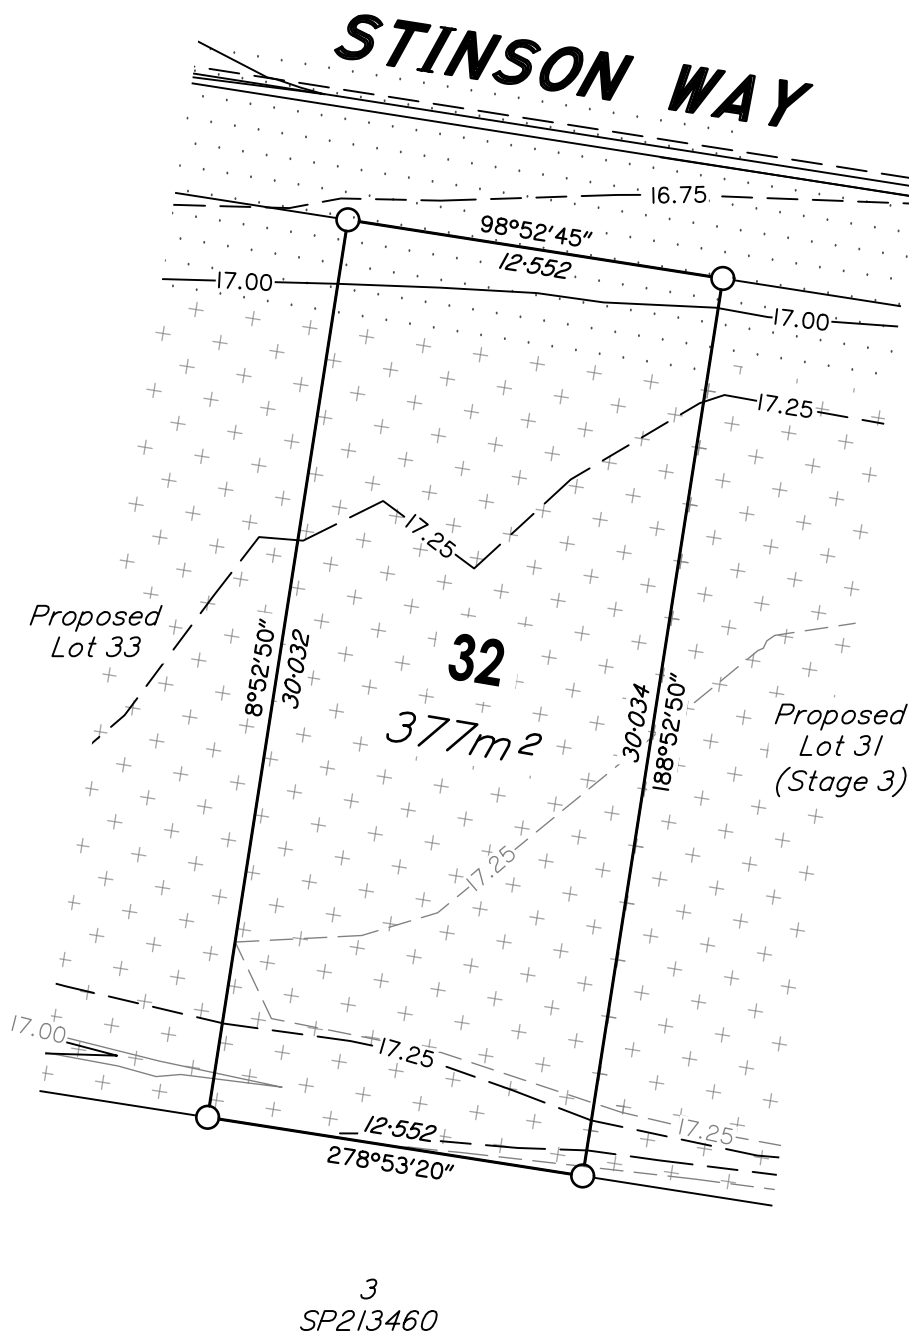 STINSON WAY
16.75
98°52'45"
12·552
17.00
17.00
17.25
17.25
Proposed
Lot 33
8°52'50"
30·032
32
377m²
30·034
188°52'50"
Proposed
Lot 31
(Stage 3)
17.25
17.00
17.25
17.25
12·552
278°53'20"
3
SP213460